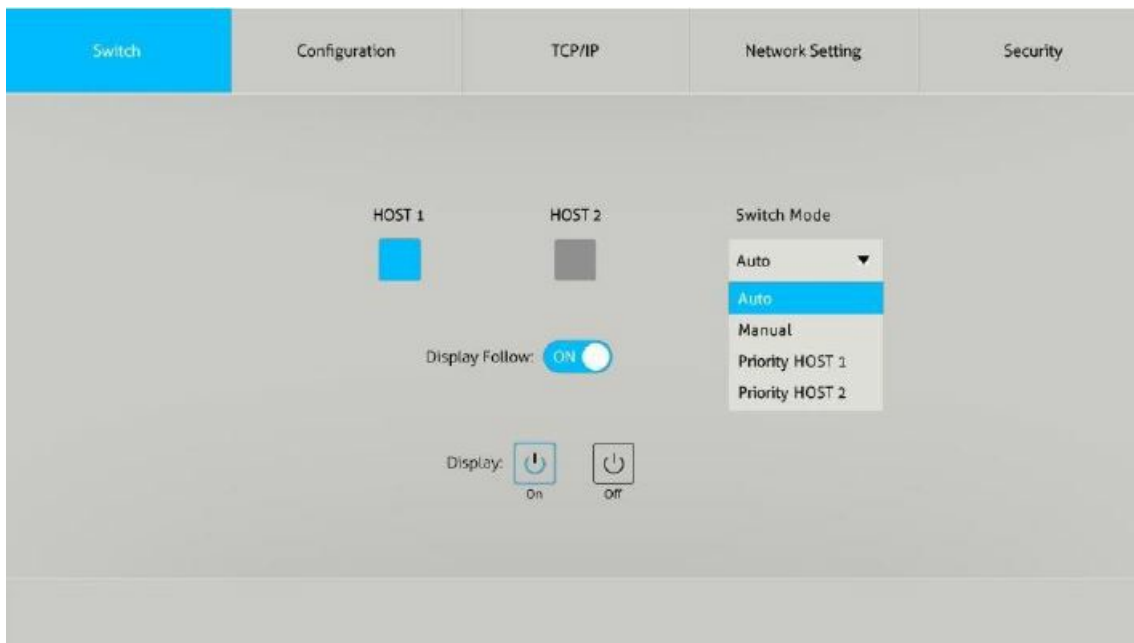 Switch
Configuration
TCP/IP
Network Setting
Security
HOST 1
HOST 2
Switch Mode
Auto
Auto
Manual
Priority HOST 1
Priority HOST 2
Display Follow: ON
Display:
On
Off